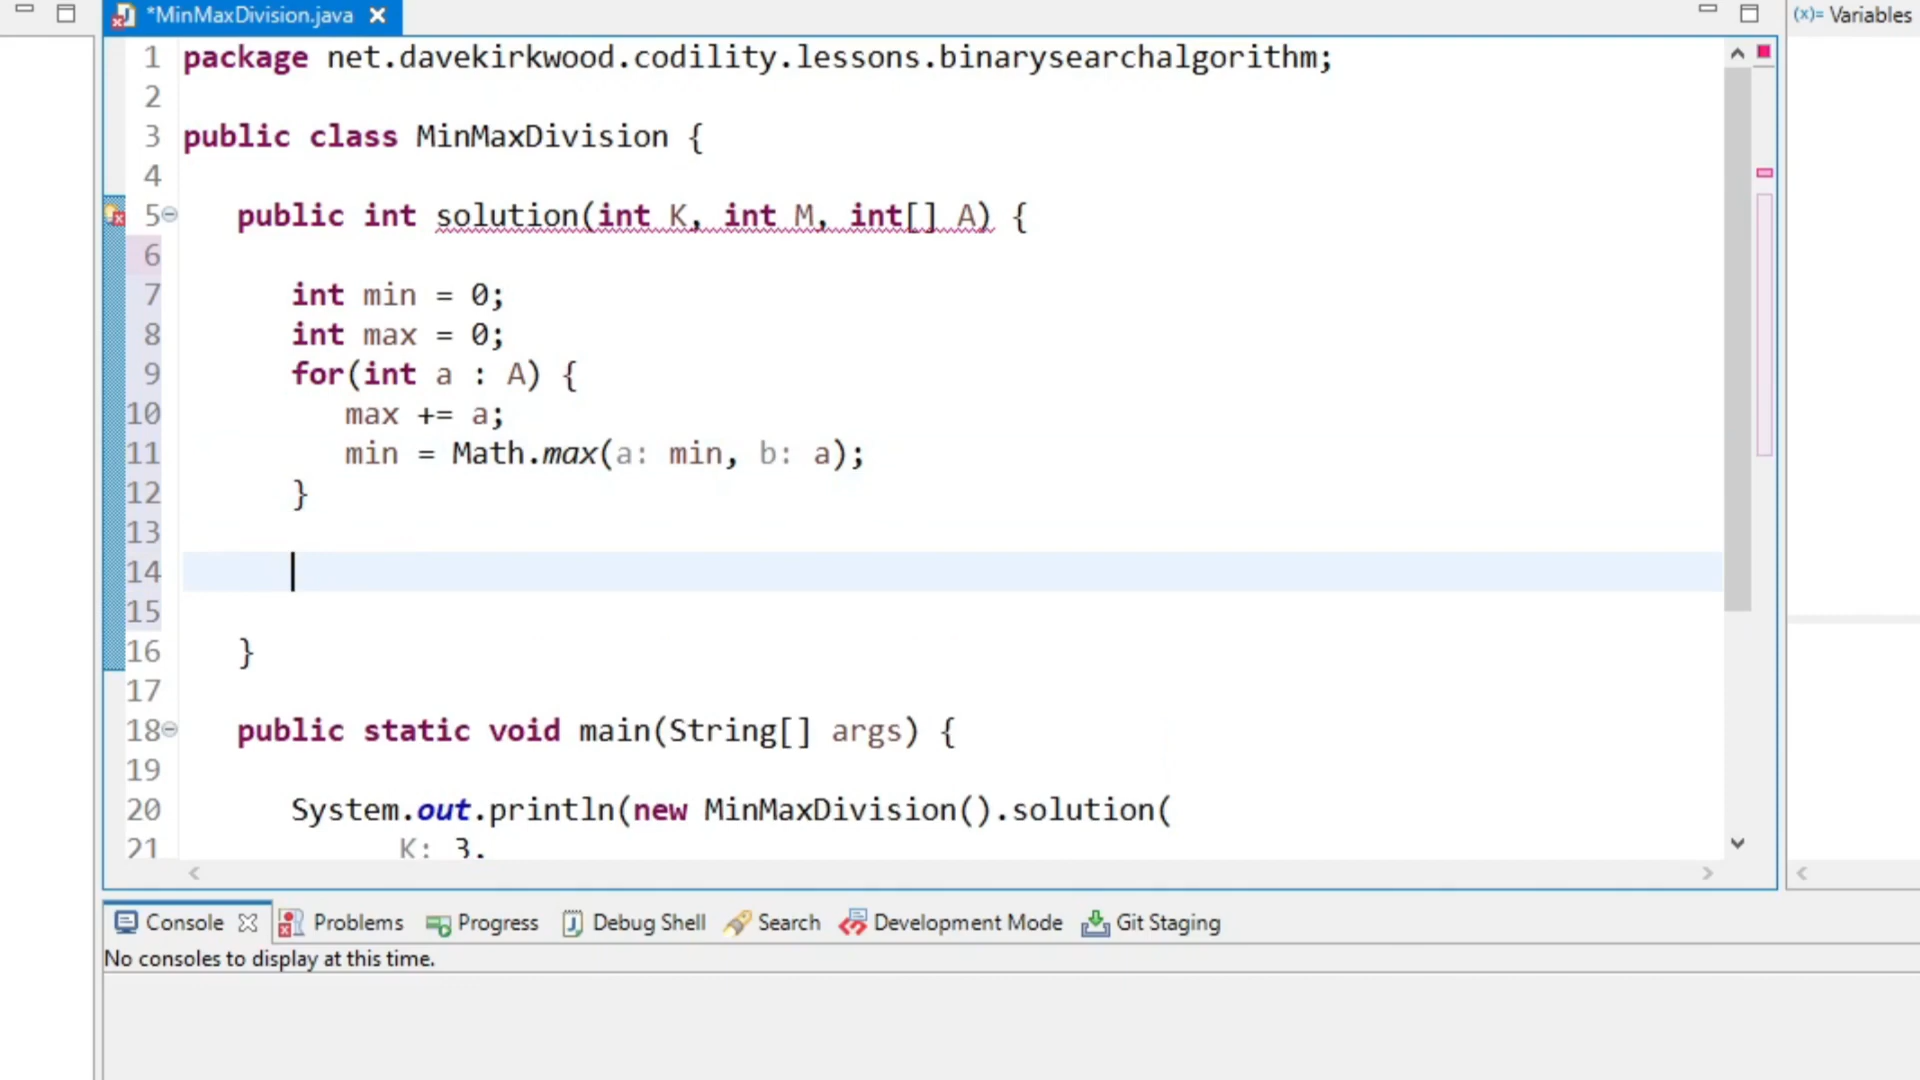 *MinMaxDivision.java
(x)= Variables
1 package net.davekirkwood.codility.lessons.binarysearchalgorithm;
2
3 public class MinMaxDivision {
4
5 public int solution(int K, int M, int[] A) {
6
7 int min = 0;
8 int max = 0;
9 for(int a : A) {
10 max += a;
11 min = Math.max(a: min, b: a);
12 }
13
14
15
16 }
17
18 public static void main(String[] args) {
19
20 System.out.println(new MinMaxDivision().solution(
21 K: 3,
Console Problems Progress Debug Shell Search Development Mode Git Staging
No consoles to display at this time.